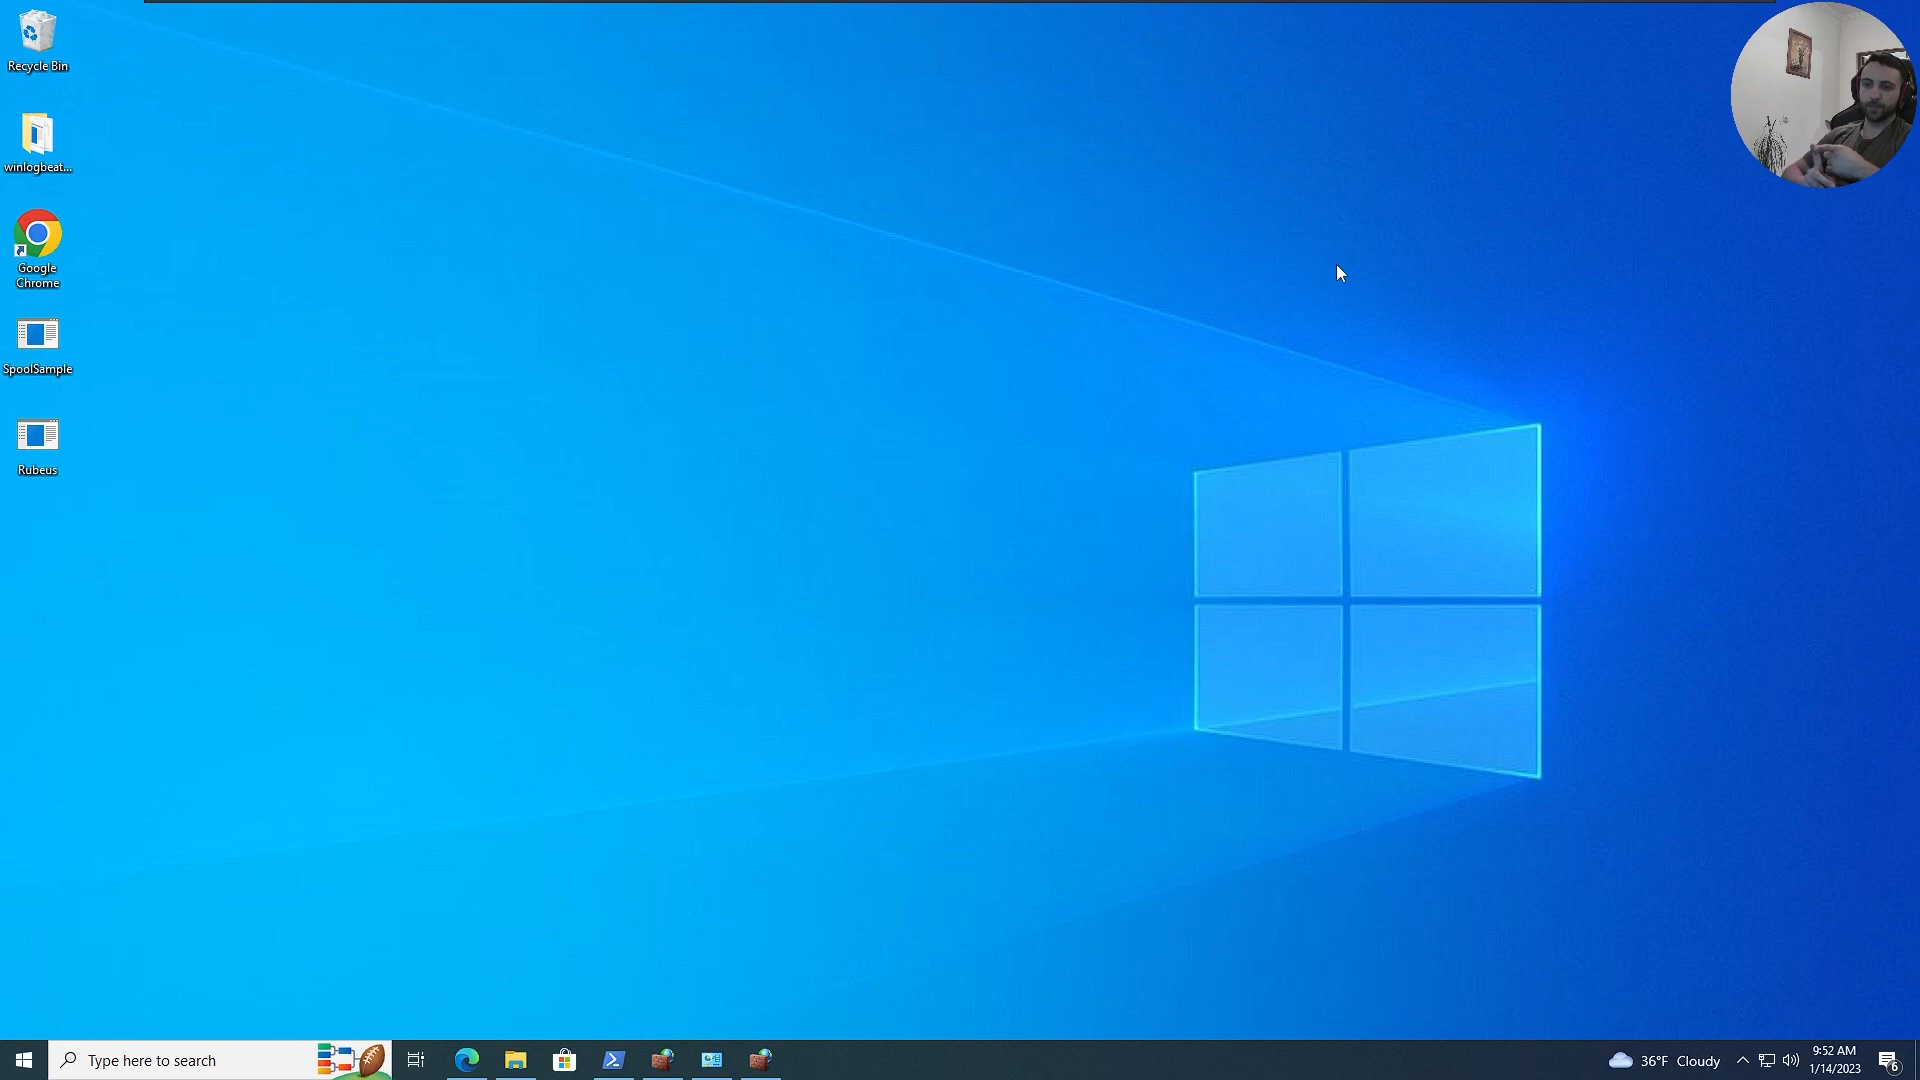 Recycle Bin
winlogbeat...
Google
Chrome
SpoolSample
Rubeus
Type here to search
36°F Cloudy
9:52 AM
1/14/2023
6